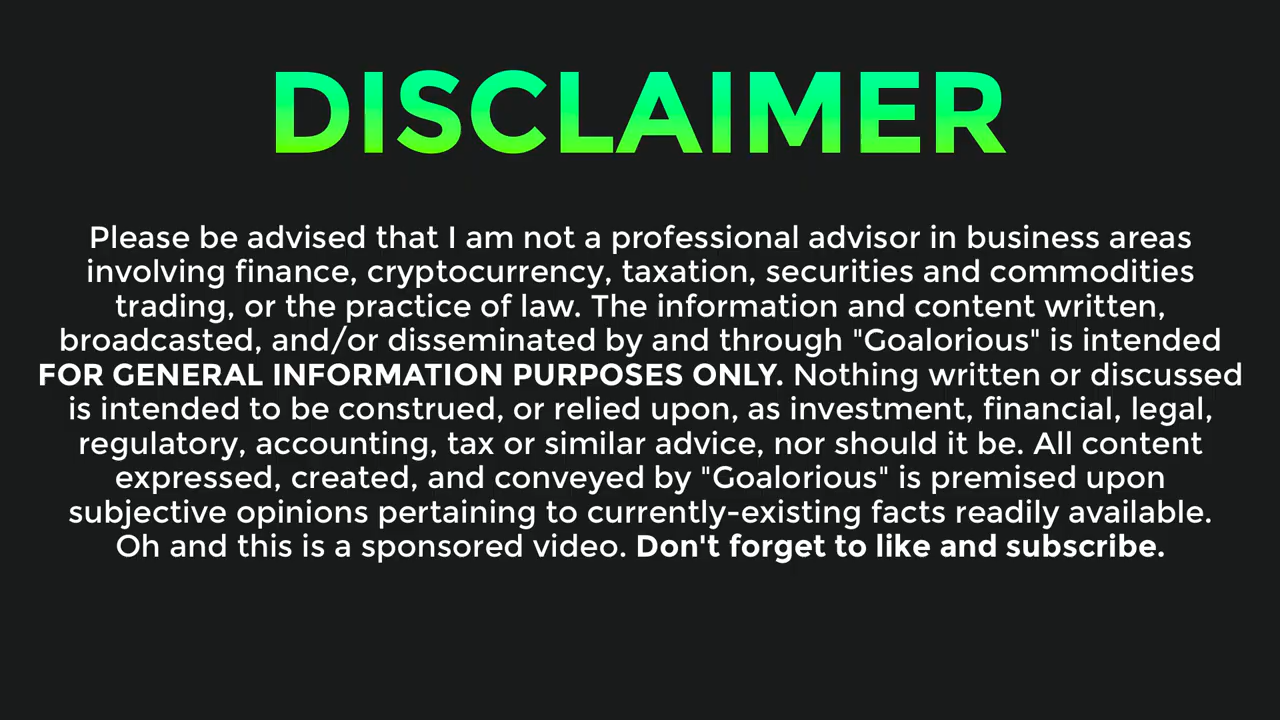 DISCLAIMER
Please be advised that I am not a professional advisor in business areas
involving finance, cryptocurrency, taxation, securities and commodities
trading, or the practice of law. The information and content written,
broadcasted, and/or disseminated by and through "Goalorious" is intended
FOR GENERAL INFORMATION PURPOSES ONLY. Nothing written or discussed
is intended to be construed, or relied upon, as investment, financial, legal,
regulatory, accounting, tax or similar advice, nor should it be. All content
expressed, created, and conveyed by "Goalorious" is premised upon
subjective opinions pertaining to currently-existing facts readily available.
Oh and this is a sponsored video. Don't forget to like and subscribe.